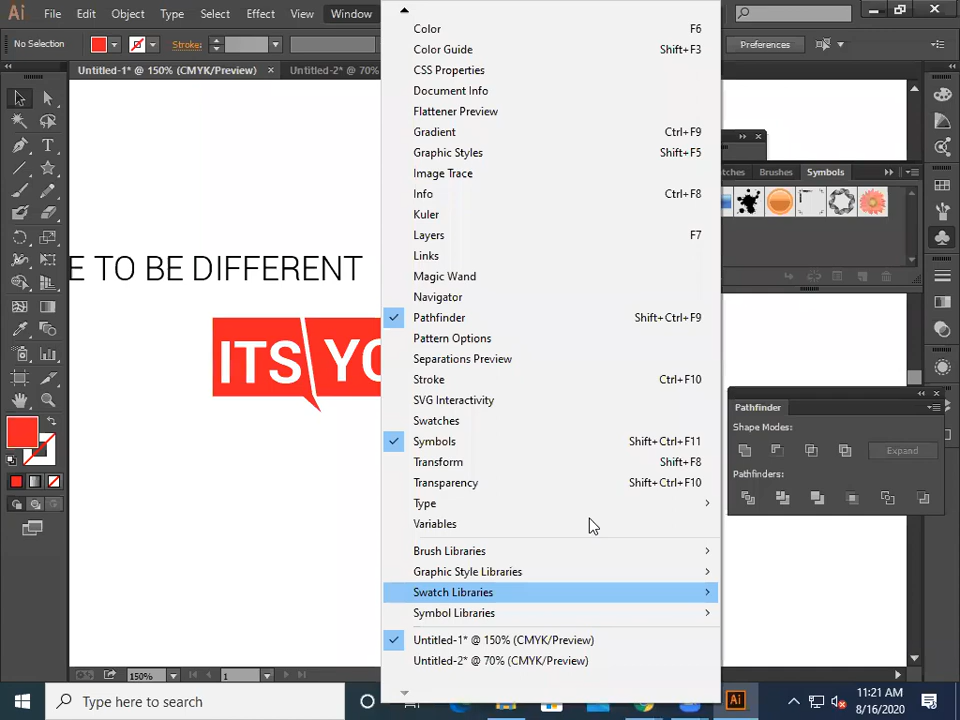 Ai File Edit Object Type Select Effect View Window
No Selection Stroke: Preferences
Untitled-1* @ 150% (CMYK/Preview) × Untitled-2* @ 70%
E TO BE DIFFERENT
ITS YO
Color F6
Color Guide Shift+F3
CSS Properties
Document Info
Flattener Preview
Gradient Ctrl+F9
Graphic Styles Shift+F5
Image Trace
Info Ctrl+F8
Kuler
Layers F7
Links
Magic Wand
Navigator
Pathfinder Shift+Ctrl+F9
Pattern Options
Separations Preview
Stroke Ctrl+F10
SVG Interactivity
Swatches
Symbols Shift+Ctrl+F11
Transform Shift+F8
Transparency Shift+Ctrl+F10
Type
Variables
Brush Libraries
Graphic Style Libraries
Swatch Libraries
Symbol Libraries
Untitled-1* @ 150% (CMYK/Preview)
Untitled-2* @ 70% (CMYK/Preview)
tches Brushes Symbols
Pathfinder
Shape Modes:
Expand
Pathfinders:
150% 1
Type here to search
Ai
11:21 AM
8/16/2020